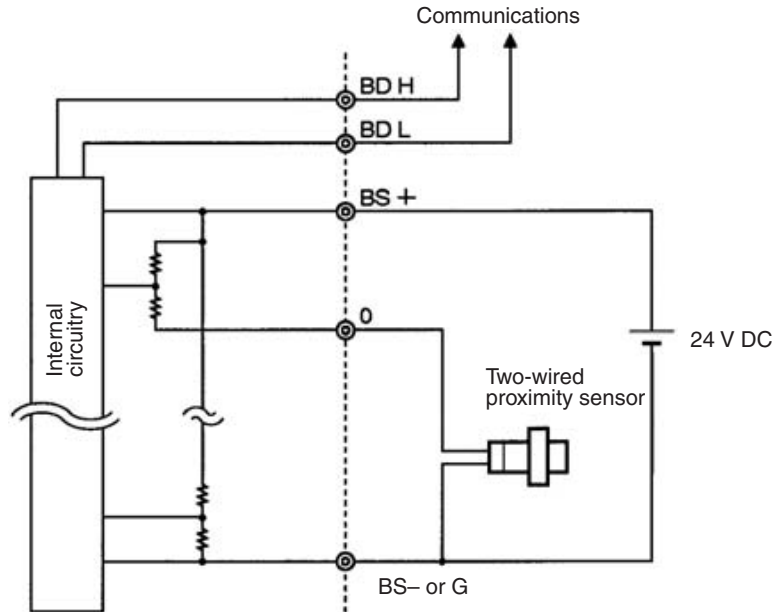 Communications
BD H
BD L
BS +
Internal
circuitry
0
24 V DC
Two-wired
proximity sensor
BS– or G